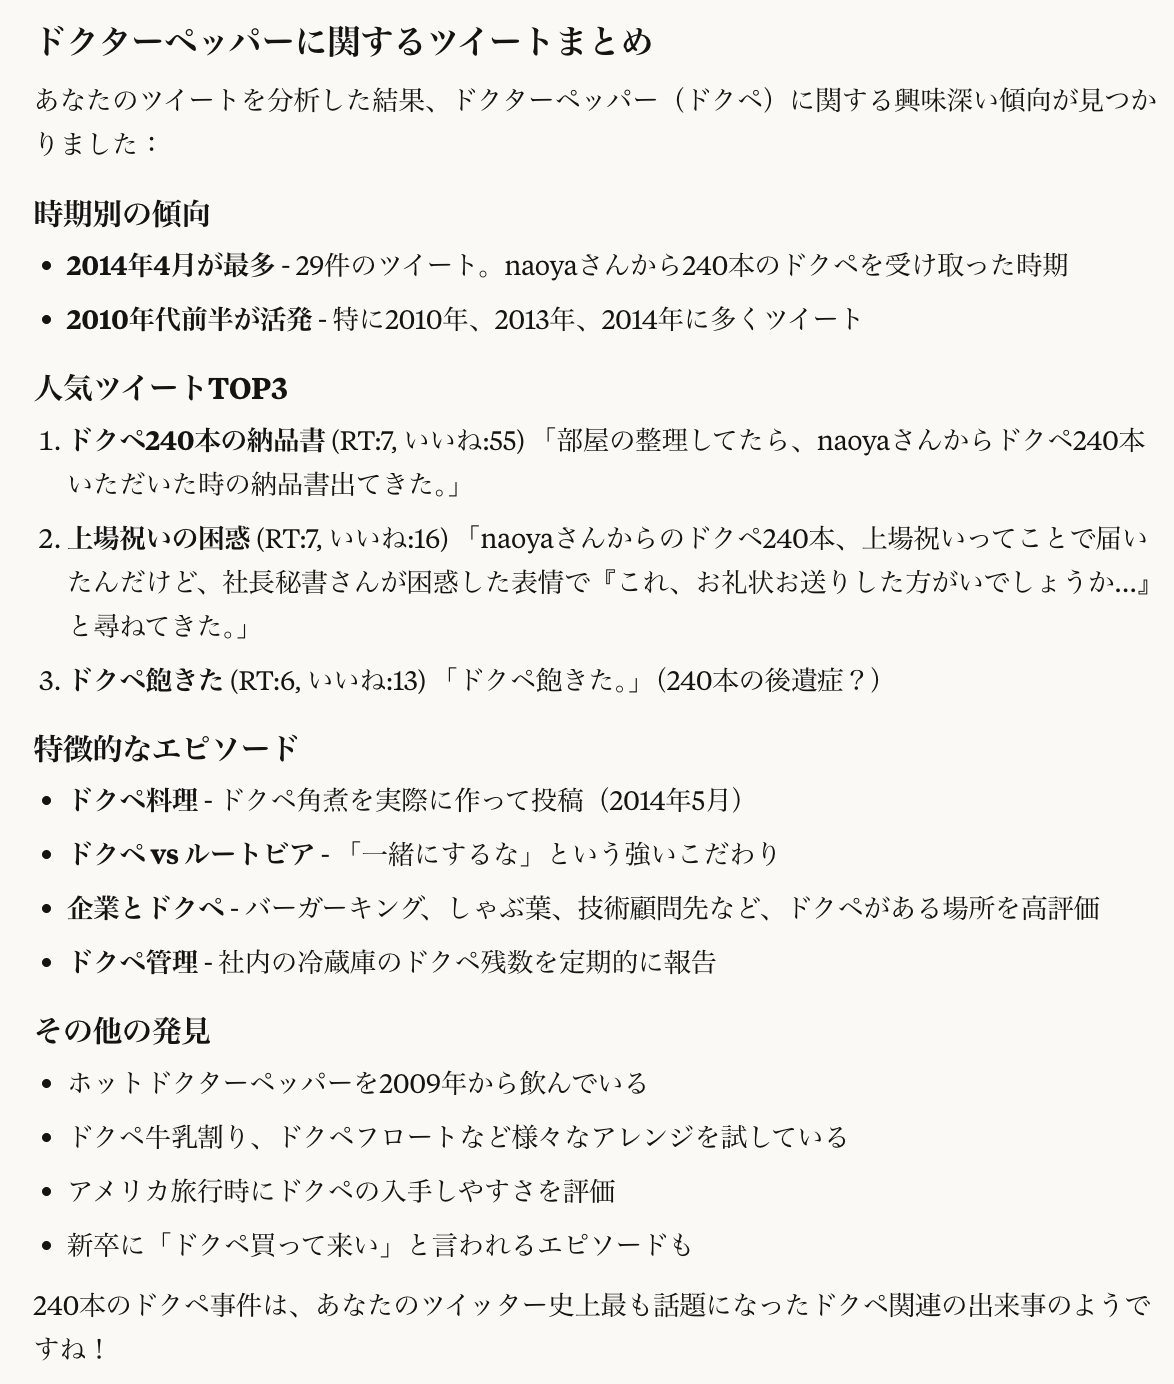 ドクターペッパーに関するツイートまとめ
あなたのツイートを分析した結果、ドクターペッパー（ドクペ）に関する興味深い傾向が見つか
りました：
時期別の傾向
• 2014年4月が最多 - 29件のツイート。naoyaさんから240本のドクペを受け取った時期
• 2010年代前半が活発 - 特に2010年、2013年、2014年に多くツイート
人気ツイートTOP3
1. ドクペ240本の納品書 (RT:7, いいね:55) 「部屋の整理してたら、naoyaさんからドクペ240本
いただいた時の納品書出てきた。」
2. 上場祝いの困惑 (RT:7, いいね:16) 「naoyaさんからのドクペ240本、上場祝いってことで届い
たんだけど、社長秘書さんが困惑した表情で『これ、お礼状お送りした方がいでしょうか...』
と尋ねてきた。」
3. ドクペ飽きた (RT:6, いいね:13) 「ドクペ飽きた。」（240本の後遺症？）
特徴的なエピソード
• ドクペ料理 - ドクペ角煮を実際に作って投稿（2014年5月）
• ドクペ vs ルートビア - 「一緒にするな」という強いこだわり
• 企業とドクペ - バーガーキング、しゃぶ葉、技術顧問先など、ドクペがある場所を高評価
• ドクペ管理 - 社内の冷蔵庫のドクペ残数を定期的に報告
その他の発見
• ホットドクターペッパーを2009年から飲んでいる
• ドクペ牛乳割り、ドクペフロートなど様々なアレンジを試している
• アメリカ旅行時にドクペの入手しやすさを評価
• 新卒に「ドクペ買って来い」と言われるエピソードも
240本のドクペ事件は、あなたのツイッター史上最も話題になったドクペ関連の出来事のようで
すね！